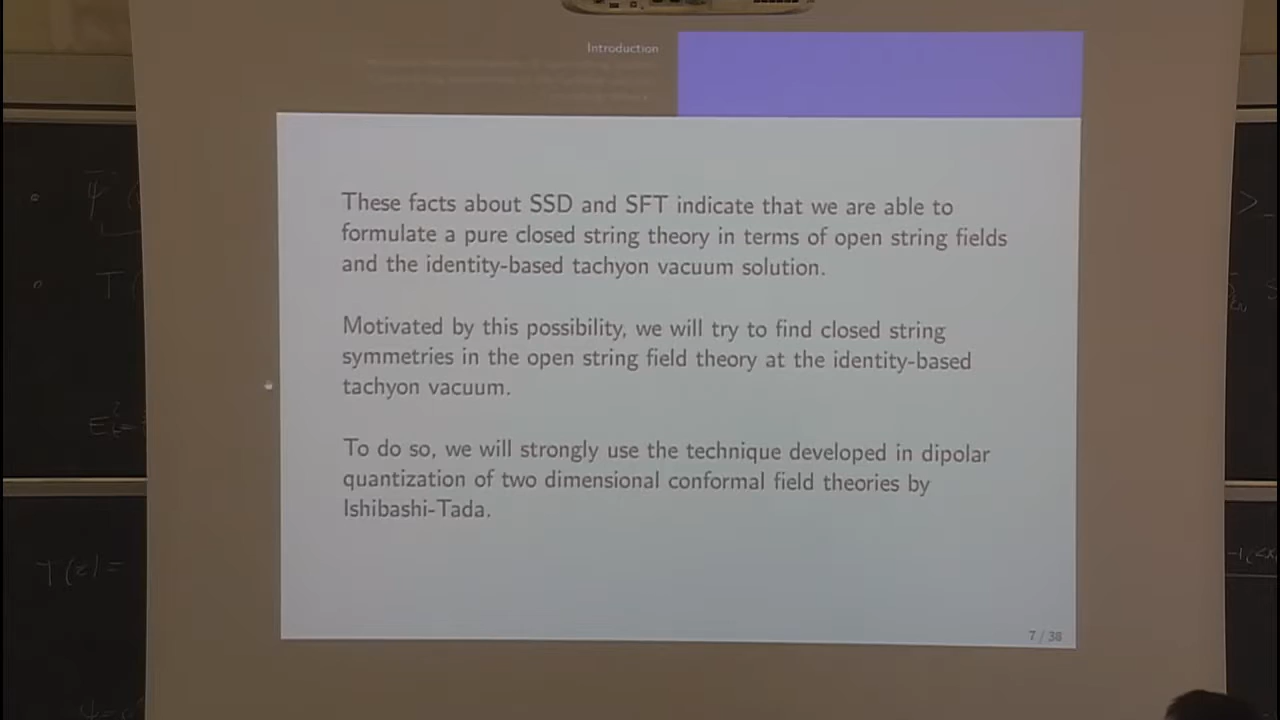 Introduction
These facts about SSD and SFT indicate that we are able to
formulate a pure closed string theory in terms of open string fields
and the identity-based tachyon vacuum solution.
Motivated by this possibility, we will try to find closed string
symmetries in the open string field theory at the identity-based
tachyon vacuum.
To do so, we will strongly use the technique developed in dipolar
quantization of two dimensional conformal field theories by
Ishibashi-Tada.
7 / 38
T(z) =